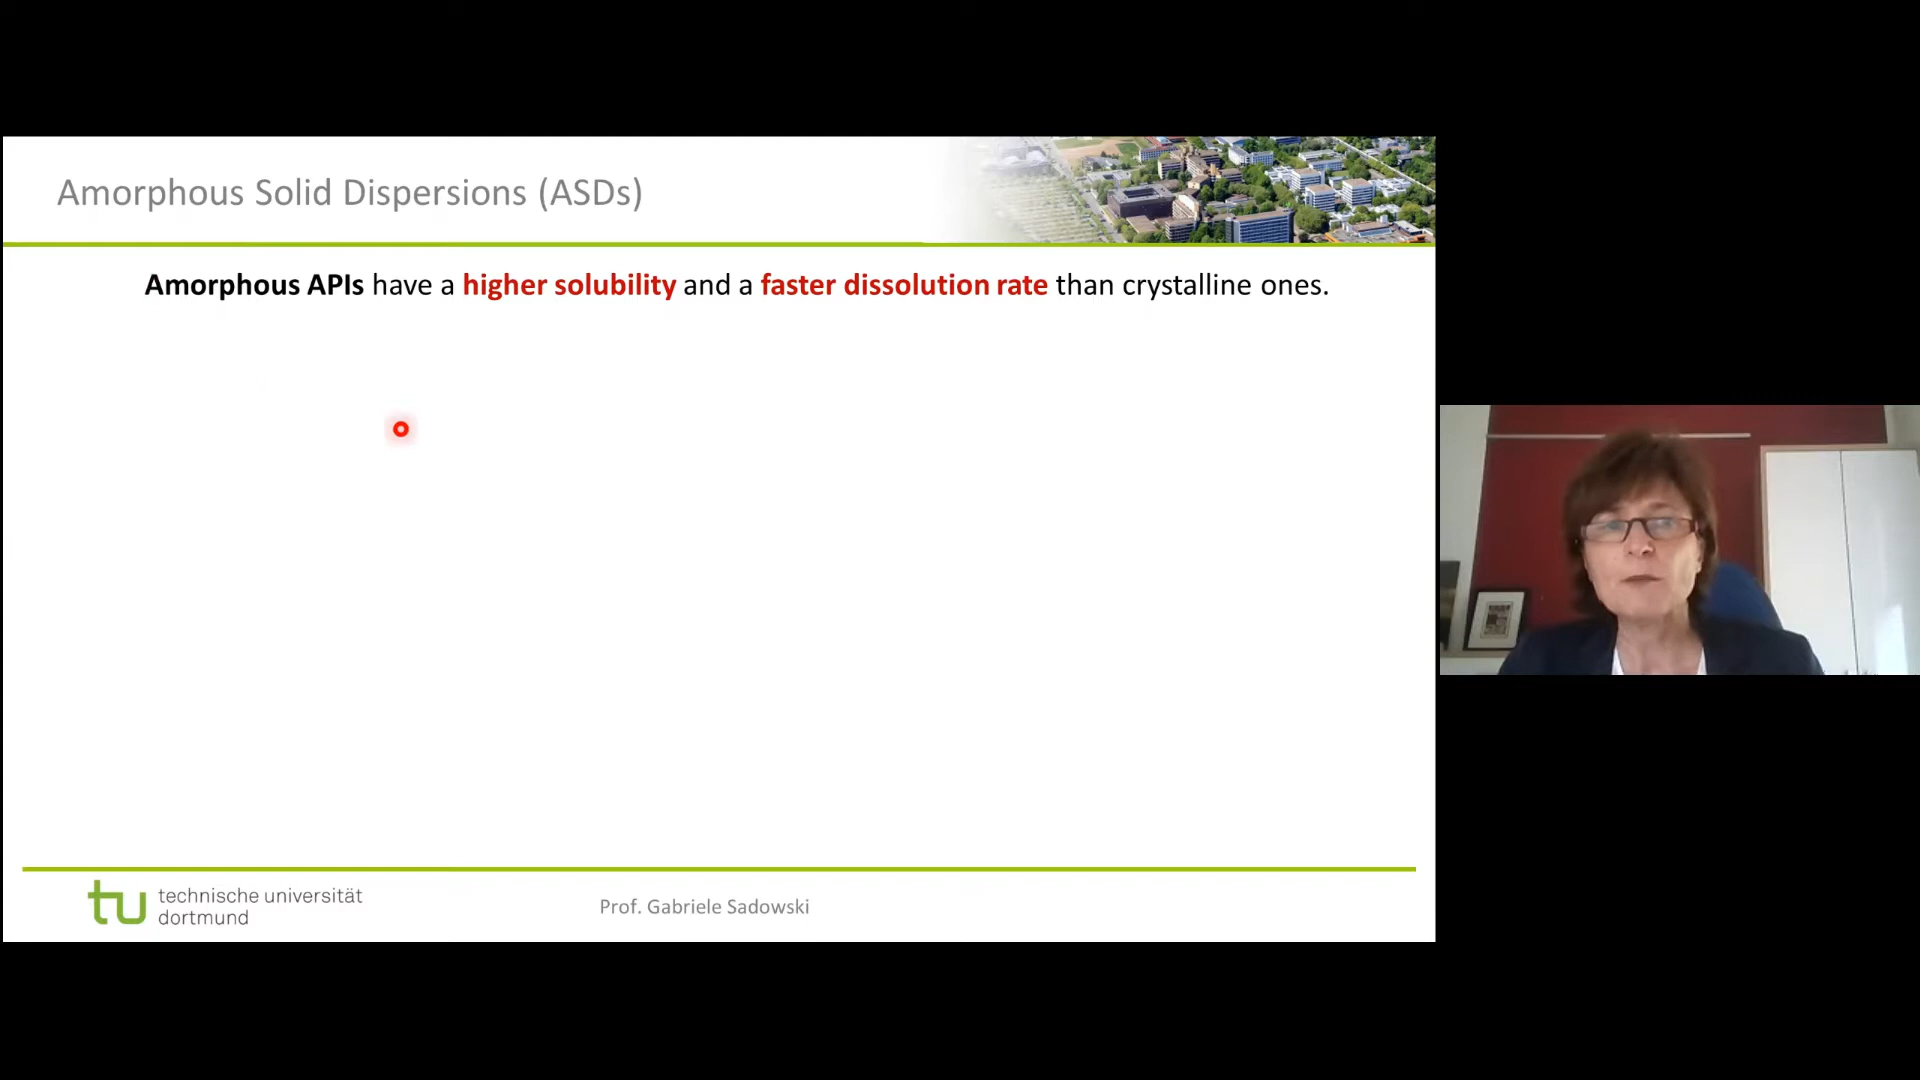 Amorphous Solid Dispersions (ASDs)
Amorphous APIs have a higher solubility and a faster dissolution rate than crystalline ones.
tu technische universität
dortmund
Prof. Gabriele Sadowski